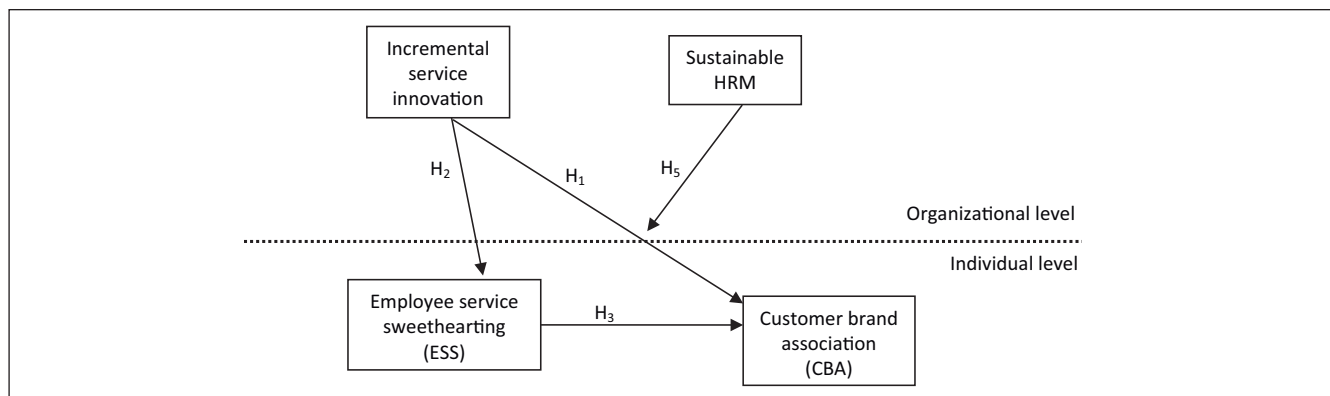 Incremental
service
innovation
Sustainable
HRM
H₂
H₁
H₅
Organizational level
Individual level
Employee service
sweethearting
(ESS)
H₃
Customer brand
association
(CBA)